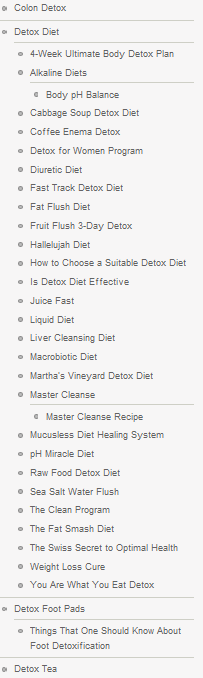 Colon Detox
Detox Diet
4-Week Ultimate Body Detox Plan
Alkaline Diets
Body pH Balance
Cabbage Soup Detox Diet
Coffee Enema Detox
Detox for Women Program
Diuretic Diet
Fast Track Detox Diet
Fat Flush Diet
Fruit Flush 3-Day Detox
Hallelujah Diet
How to Choose a Suitable Detox Diet
Is Detox Diet Effective
Juice Fast
Liquid Diet
Liver Cleansing Diet
Macrobiotic Diet
Martha's Vineyard Detox Diet
Master Cleanse
Master Cleanse Recipe
Mucusless Diet Healing System
pH Miracle Diet
Raw Food Detox Diet
Sea Salt Water Flush
The Clean Program
The Fat Smash Diet
The Swiss Secret to Optimal Health
Weight Loss Cure
You Are What You Eat Detox
Detox Foot Pads
Things That One Should Know About
Foot Detoxification
Detox Tea